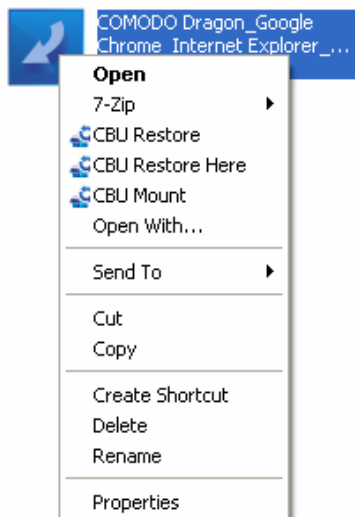 COMODO Dragon_Google
Chrome_Internet Explorer_...
Open
7-Zip
CBU Restore
CBU Restore Here
CBU Mount
Open With...
Send To
Cut
Copy
Create Shortcut
Delete
Rename
Properties